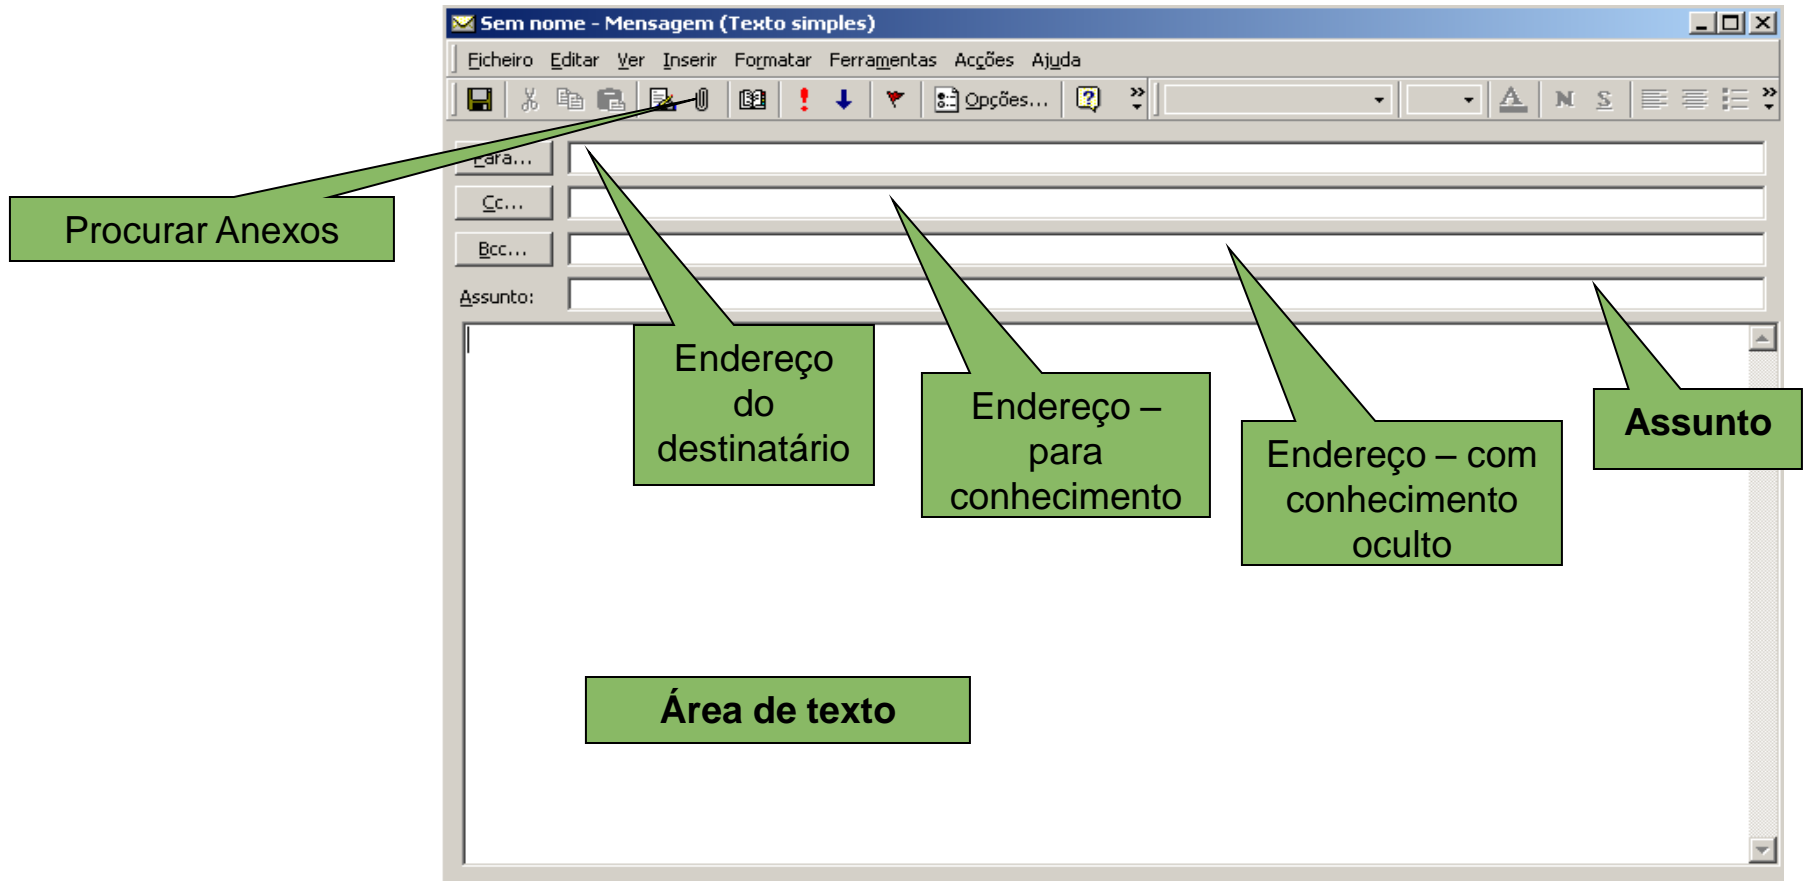 Sem nome - Mensagem (Texto simples)
Ficheiro Editar Ver Inserir Formatar Ferramentas Acções Ajuda
Opções... A N S
Para...
Cc...
Procurar Anexos
Bcc...
Assunto:
Endereço
do
destinatário
Endereço –
para
conhecimento
Endereço – com
conhecimento
oculto
Assunto
Área de texto